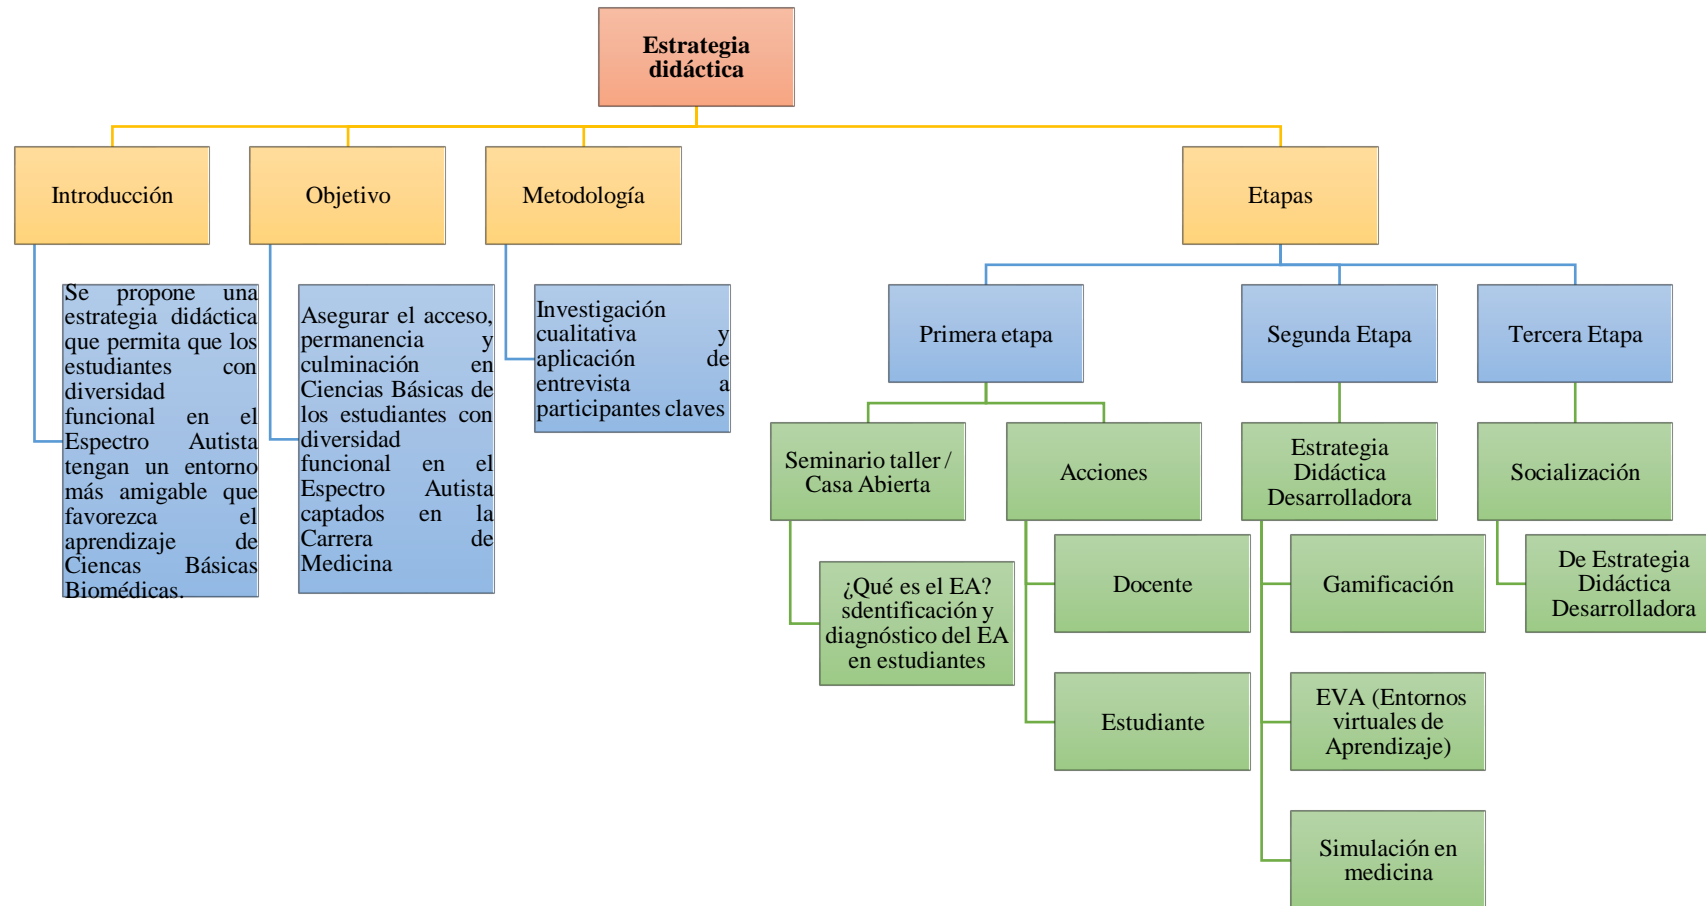 Estrategia
didáctica
Introducción
Objetivo
Metodología
Etapas
Se propone una
estrategia didáctica
que permita que los
estudiantes con
diversidad
funcional en el
Espectro Autista
tengan un entorno
más amigable que
favorezca el
aprendizaje de
Ciencas Básicas
Biomédicas.
Asegurar el acceso,
permanencia y
culminación en
Ciencias Básicas de
los estudiantes con
diversidad
funcional en el
Espectro Autista
captados en la
Carrera de
Medicina
Investigación
cualitativa y
aplicación de
entrevista a
participantes claves
Primera etapa
Segunda Etapa
Tercera Etapa
Seminario taller /
Casa Abierta
Acciones
Estrategia
Didáctica
Desarrolladora
Socialización
¿Qué es el EA?
sdentificación y
diagnóstico del EA
en estudiantes
Docente
Estudiante
Gamificación
EVA (Entornos
virtuales de
Aprendizaje)
Simulación en
medicina
De Estrategia
Didáctica
Desarrolladora